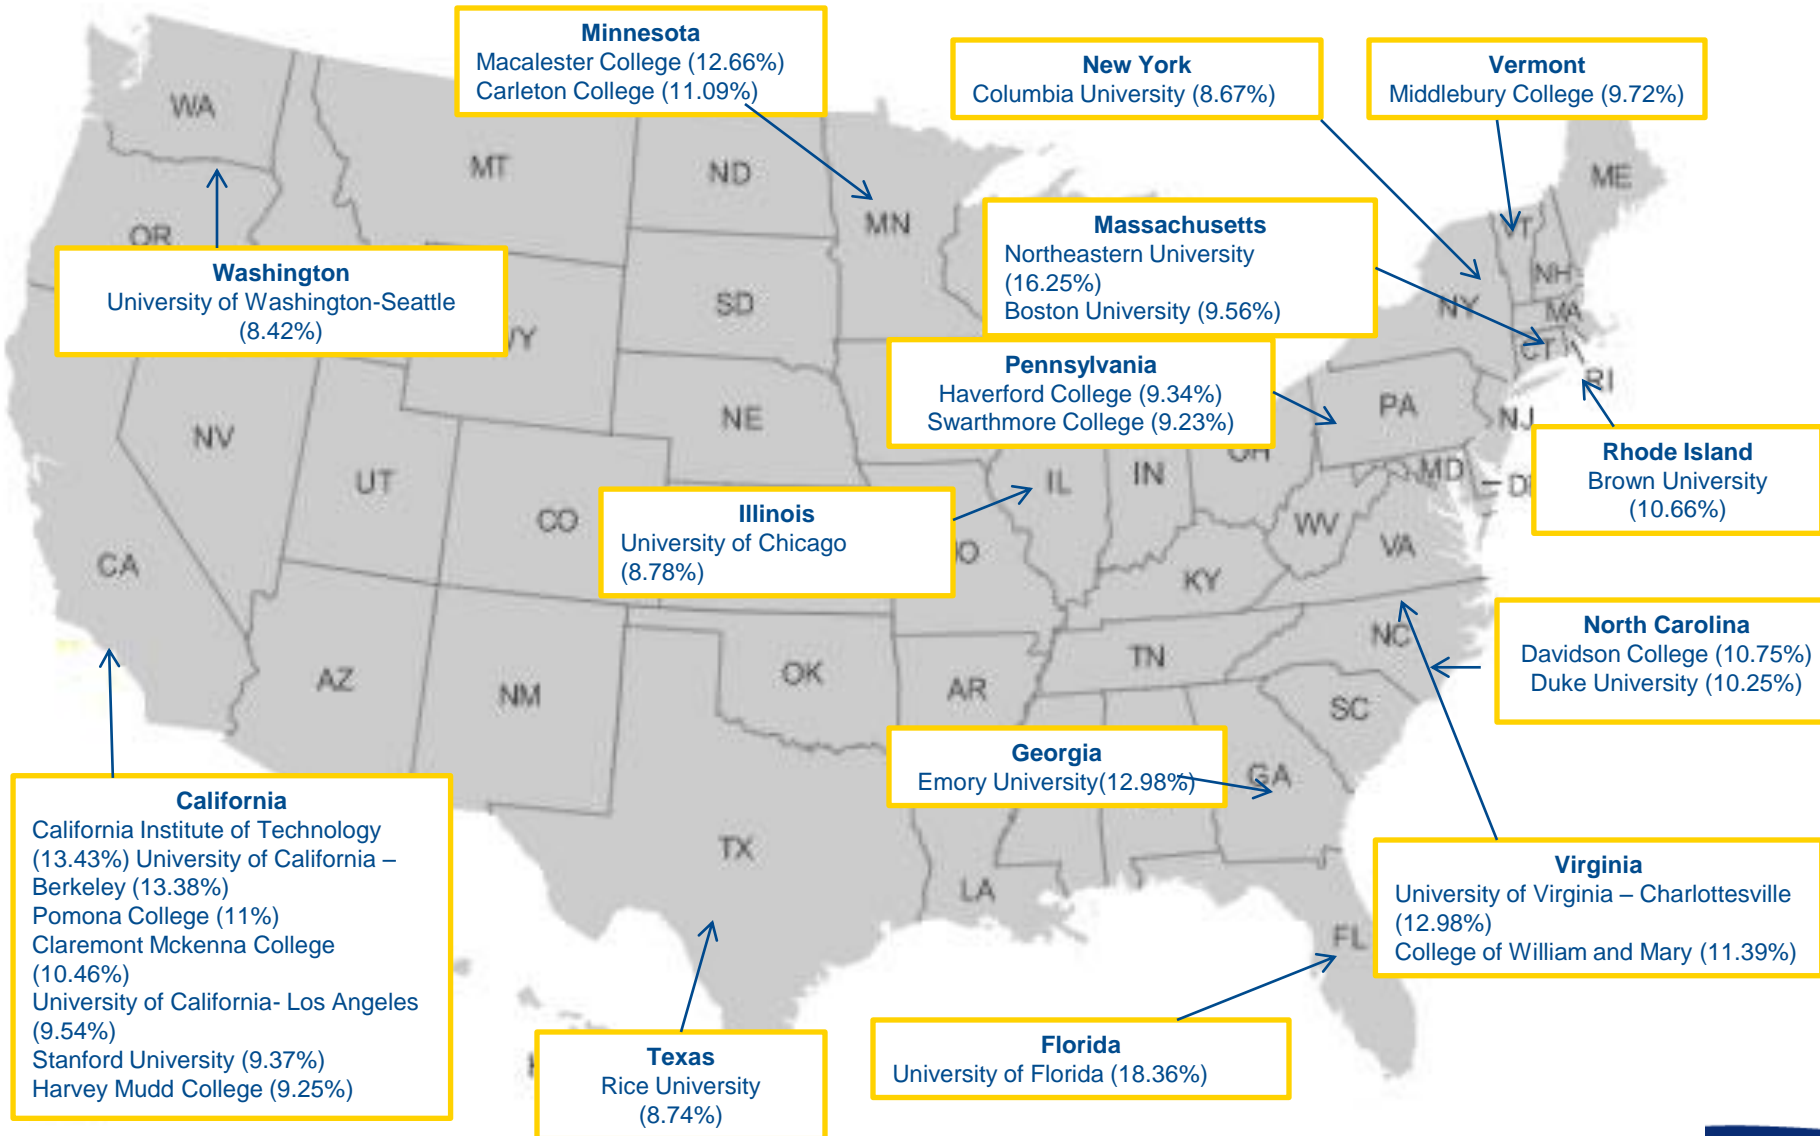 Minnesota
Macalester College (12.66%)
Carleton College (11.09%)
New York
Columbia University (8.67%)
Vermont
Middlebury College (9.72%)
WA
MT
ND
MN
ME
OR
Massachusetts
Northeastern University
(16.25%)
Boston University (9.56%)
VT
NH
Washington
University of Washington-Seattle
(8.42%)
SD
NY
MA
WY
CT
RI
Pennsylvania
Haverford College (9.34%)
Swarthmore College (9.23%)
NE
PA
NJ
NV
Rhode Island
Brown University
(10.66%)
UT
IL
IN
OH
MD
CO
Illinois
University of Chicago
(8.78%)
WV
VA
CA
KY
NC
North Carolina
Davidson College (10.75%)
Duke University (10.25%)
AZ
NM
OK
AR
TN
SC
Georgia
Emory University(12.98%)
GA
California
California Institute of Technology
(13.43%) University of California –
Berkeley (13.38%)
Pomona College (11%)
Claremont Mckenna College
(10.46%)
University of California- Los Angeles
(9.54%)
Stanford University (9.37%)
Harvey Mudd College (9.25%)
TX
LA
FL
Virginia
University of Virginia – Charlottesville
(12.98%)
College of William and Mary (11.39%)
Texas
Rice University
(8.74%)
Florida
University of Florida (18.36%)